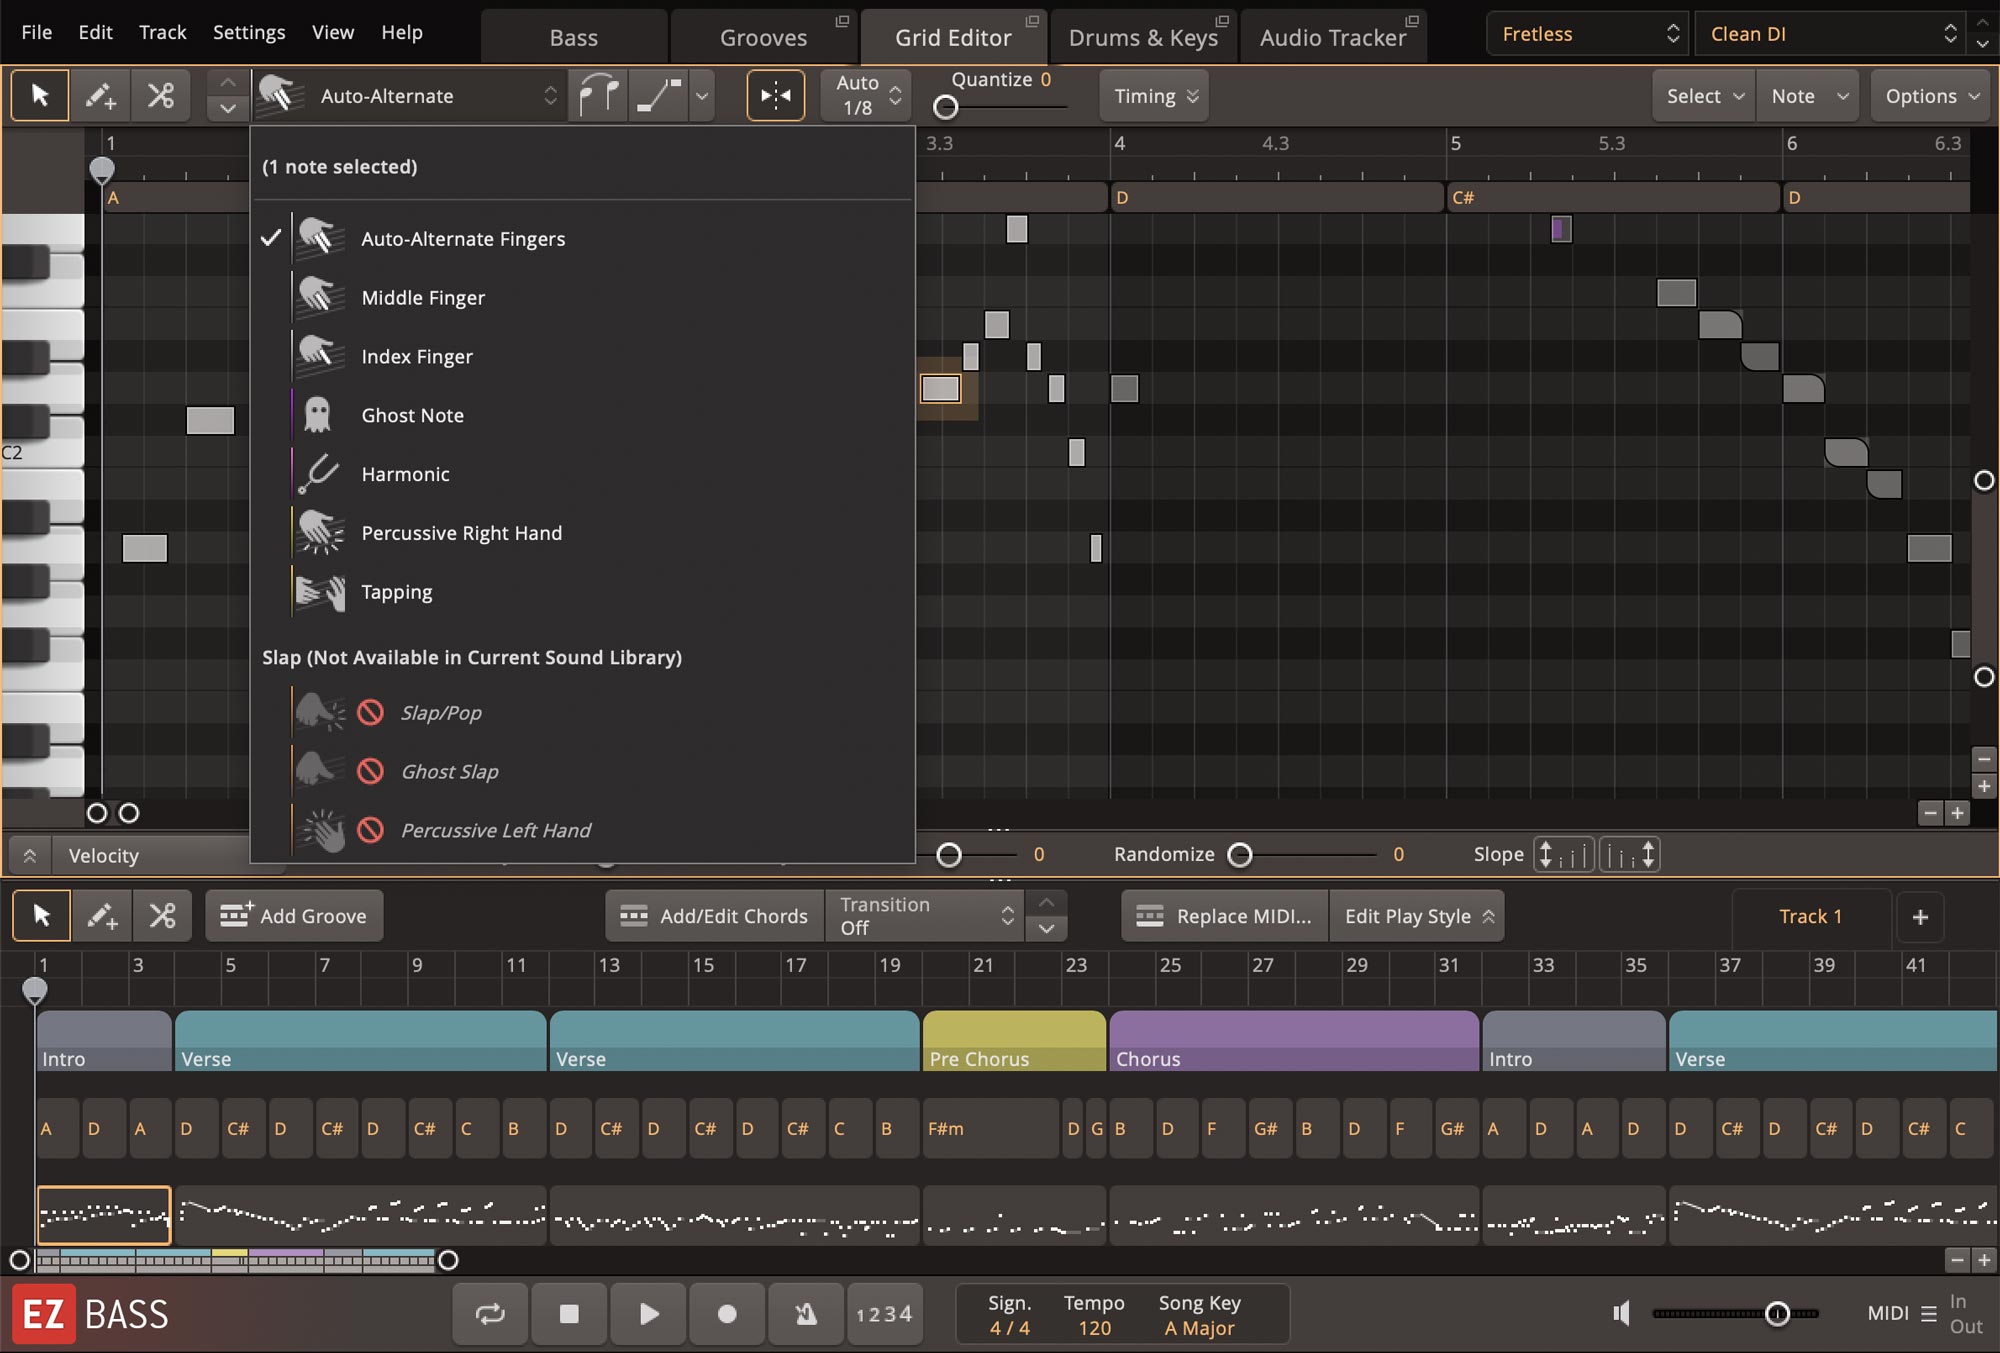 File Edit Track Settings View Help Bass Grooves Grid Editor Drums & Keys Audio Tracker Fretless Clean DI
Auto-Alternate Auto 1/8 Quantize 0 Timing Select Note Options
1 3.3 4 4.3 5 5.3 6 6.3
A D C# D
(1 note selected)
Auto-Alternate Fingers
Middle Finger
Index Finger
Ghost Note
Harmonic
Percussive Right Hand
Tapping
Slap (Not Available in Current Sound Library)
Slap/Pop
Ghost Slap
Percussive Left Hand
C2
Velocity 0 Randomize 0 Slope
Add Groove Add/Edit Chords Transition Off Replace MIDI... Edit Play Style Track 1 +
1 3 5 7 9 11 13 15 17 19 21 23 25 27 29 31 33 35 37 39 41
Intro Verse Verse Pre Chorus Chorus Intro Verse
A D A D C# D C# D C# C B D C# D C# D C# C B F#m D G B D F G# B D F G# A D A D D C# D C# D C# C
EZ BASS 1 2 3 4
Sign. Tempo Song Key
4 / 4 120 A Major
MIDI In
Out